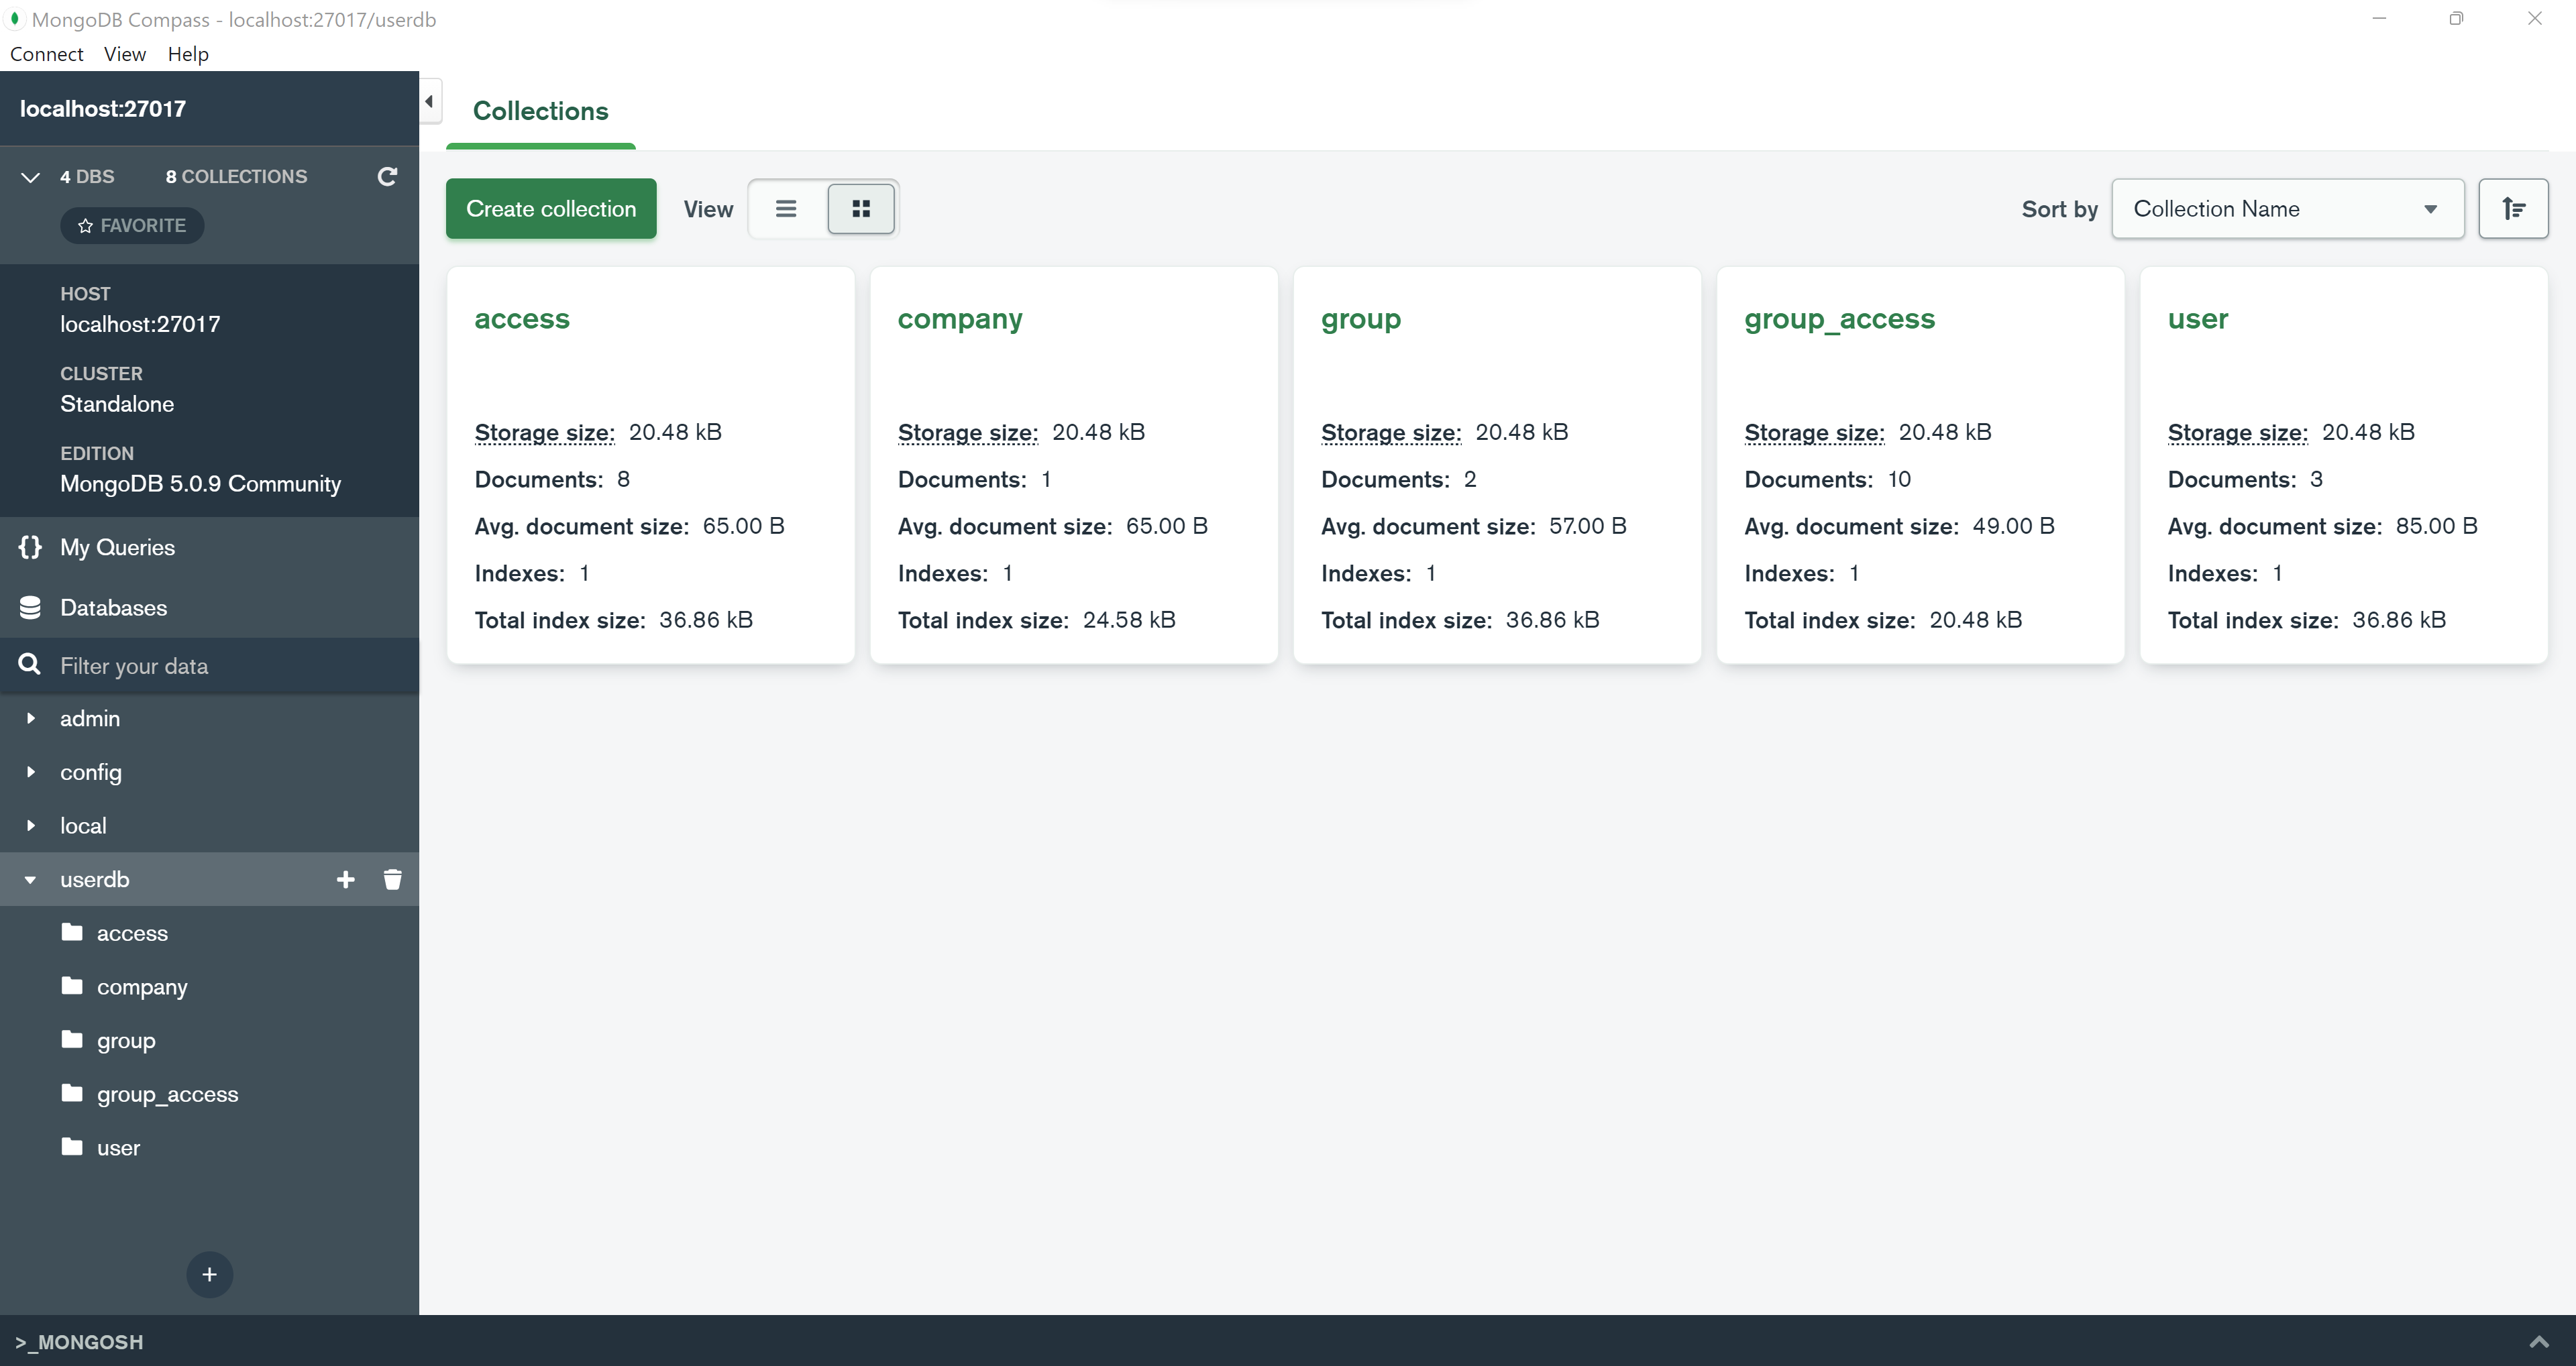 MongoDB Compass - localhost:27017/userdb
Connect View Help
localhost:27017
4 DBS 8 COLLECTIONS
FAVORITE
HOST
localhost:27017
CLUSTER
Standalone
EDITION
MongoDB 5.0.9 Community
{} My Queries
Databases
Filter your data
admin
config
local
userdb
access
company
group
group_access
user
+
Collections
Create collection View Sort by Collection Name
access
Storage size: 20.48 kB
Documents: 8
Avg. document size: 65.00 B
Indexes: 1
Total index size: 36.86 kB
company
Storage size: 20.48 kB
Documents: 1
Avg. document size: 65.00 B
Indexes: 1
Total index size: 24.58 kB
group
Storage size: 20.48 kB
Documents: 2
Avg. document size: 57.00 B
Indexes: 1
Total index size: 36.86 kB
group_access
Storage size: 20.48 kB
Documents: 10
Avg. document size: 49.00 B
Indexes: 1
Total index size: 20.48 kB
user
Storage size: 20.48 kB
Documents: 3
Avg. document size: 85.00 B
Indexes: 1
Total index size: 36.86 kB
>_MONGOSH